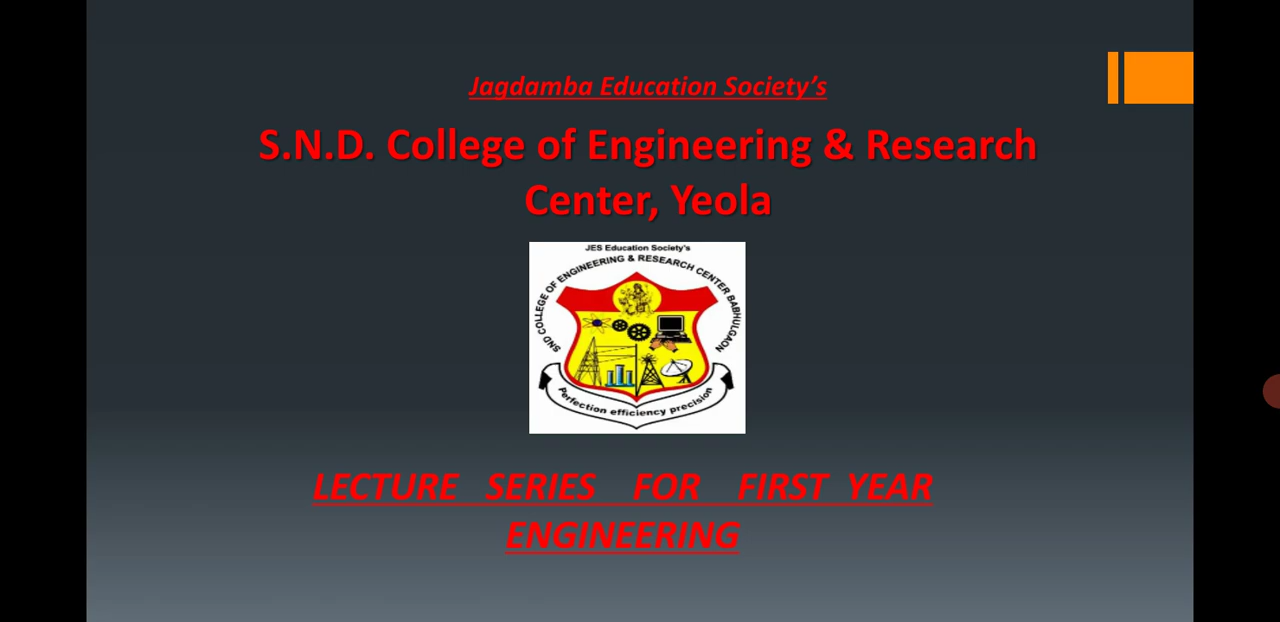 Jagdamba Education Society's
S.N.D. College of Engineering & Research
Center, Yeola
JES Education Society's
SND COLLEGE OF ENGINEERING & RESEARCH CENTER BABHULGAON
Perfection efficiency precision
LECTURE SERIES FOR FIRST YEAR
ENGINEERING